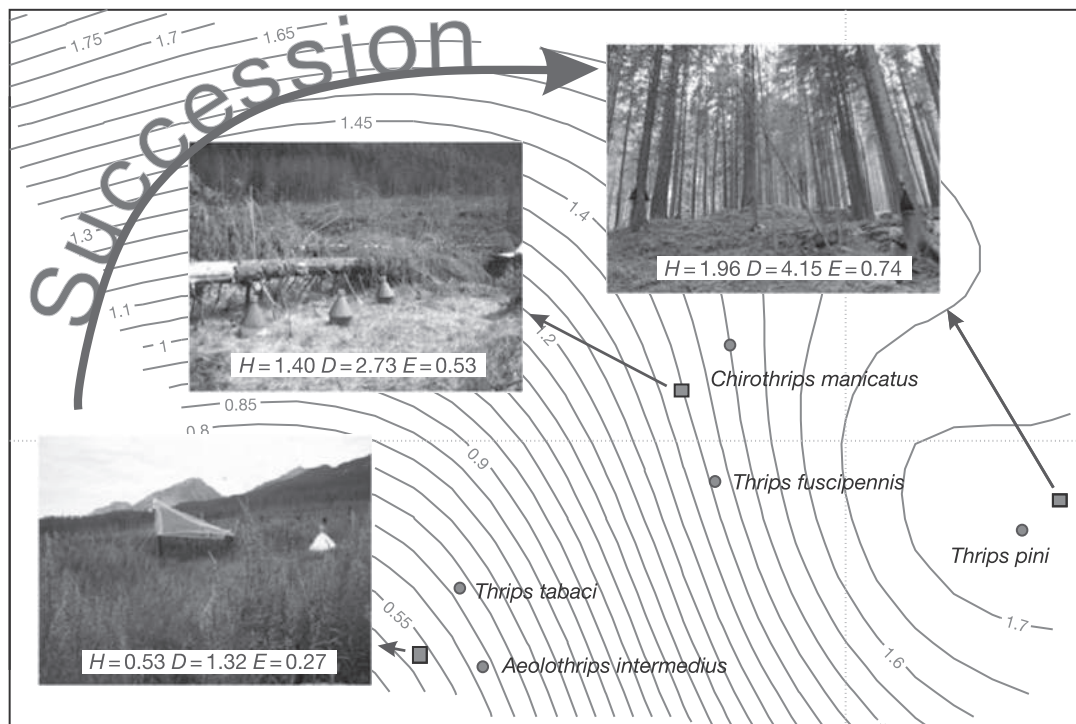 Succession
1.75
1.7
1.65
1.45
1.4
1.3
1.1
1
1.2
H = 1.96 D = 4.15 E = 0.74
H = 1.40 D = 2.73 E = 0.53
Chirothrips manicatus
0.85
0.8
0.9
Thrips fuscipennis
Thrips pini
Thrips tabaci
0.55
1.7
1.6
H = 0.53 D = 1.32 E = 0.27
Aeolothrips intermedius